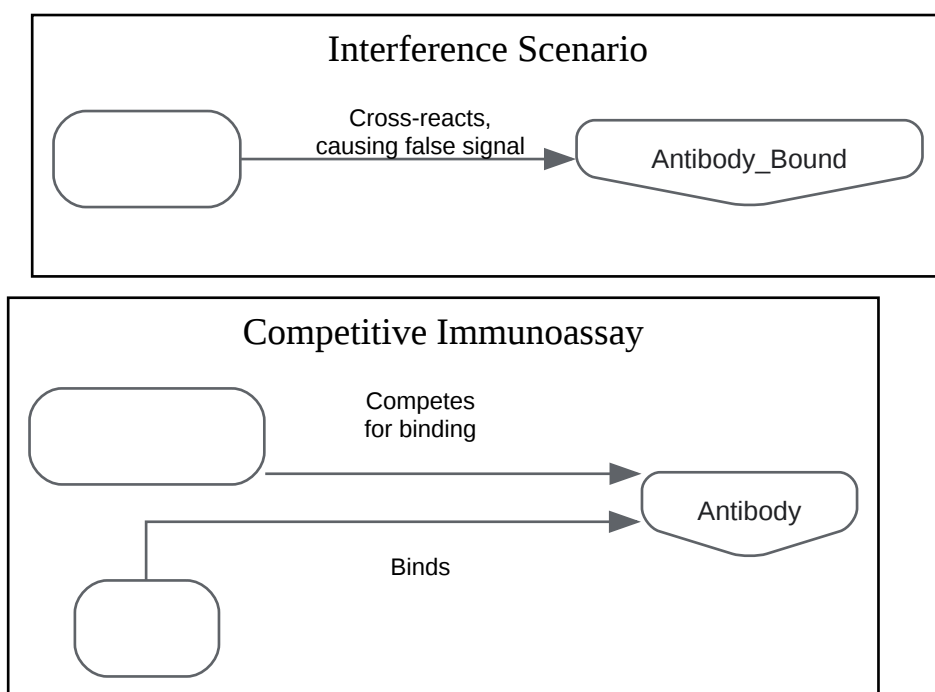 Interference Scenario
Cross-reacts,
causing false signal
Antibody_Bound
Competitive Immunoassay
Competes
for binding
Antibody
Binds